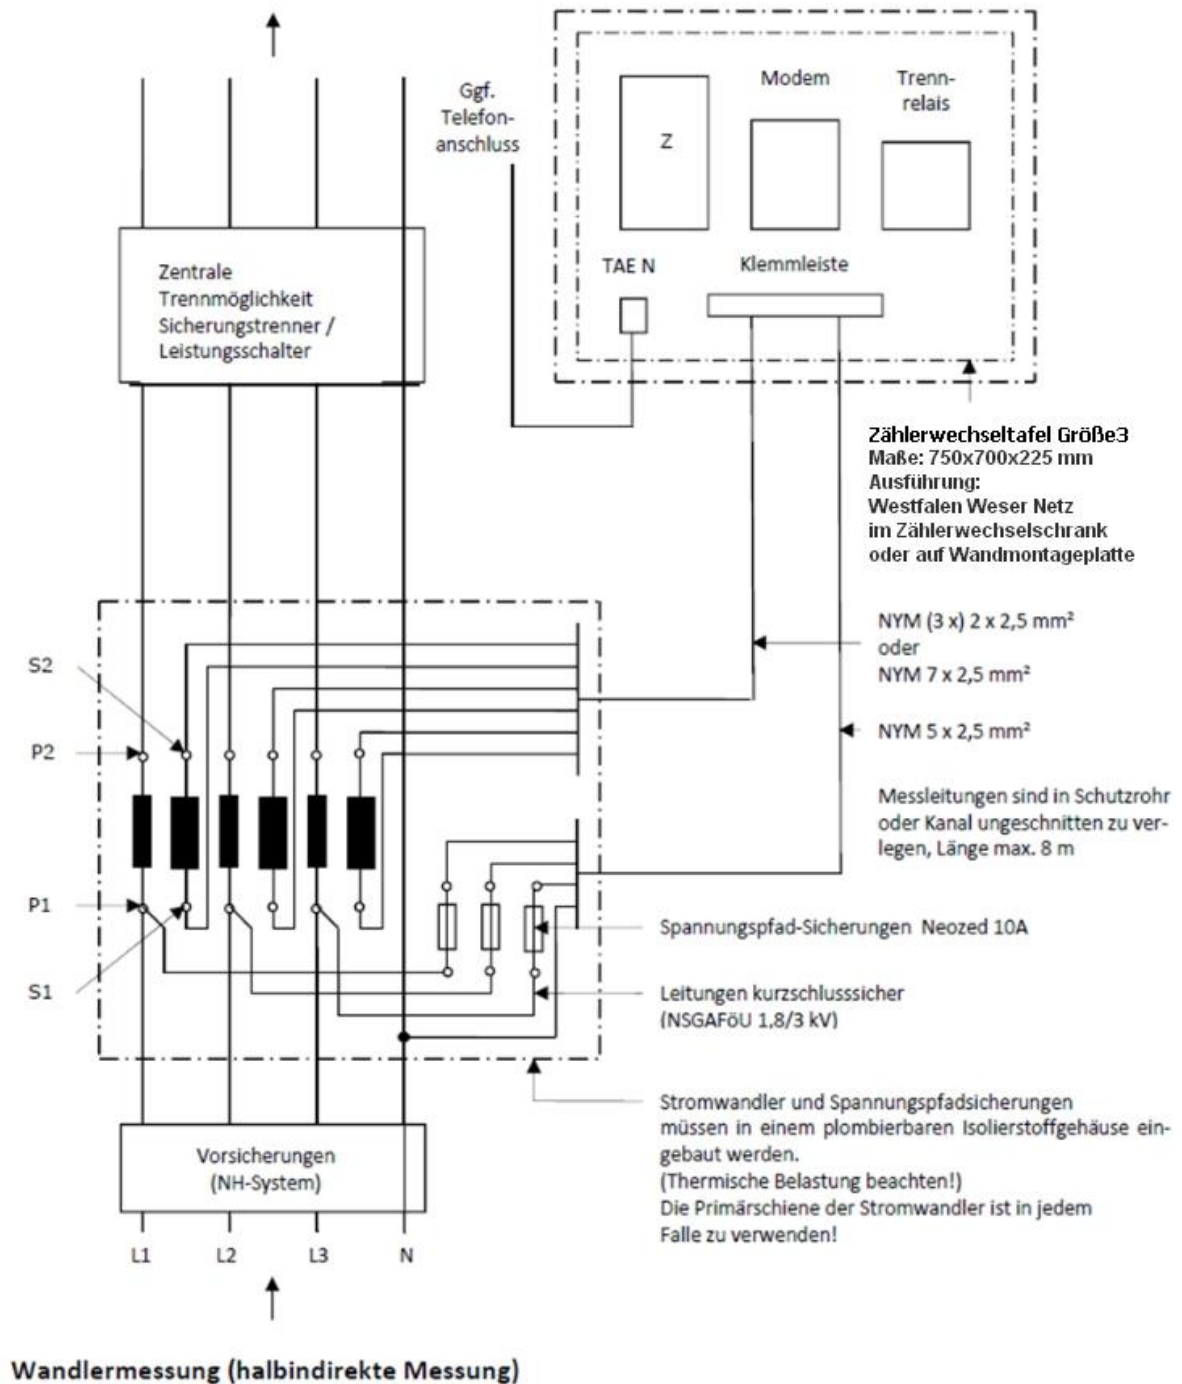 Ggf.
Telefon-
anschluss
Modem
Trenn-
relais
Z
TAE N
Klemmleiste
Zentrale
Trennmöglichkeit
Sicherungstrenner /
Leistungsschalter
Zählerwechseltafel Größe3
Maße: 750x700x225 mm
Ausführung:
Westfalen Weser Netz
im Zählerwechselschrank
oder auf Wandmontageplatte
NYM (3 x) 2 x 2,5 mm²
oder
NYM 7 x 2,5 mm²
NYM 5 x 2,5 mm²
Messleitungen sind in Schutzrohr
oder Kanal ungeschnitten zu ver-
legen, Länge max. 8 m
S2
P2
P1
S1
Spannungspfad-Sicherungen Neozed 10A
Leitungen kurzschlusssicher
(NSGAFöU 1,8/3 kV)
Stromwandler und Spannungspfadsicherungen
müssen in einem plombierbaren Isolierstoffgehäuse ein-
gebaut werden.
(Thermische Belastung beachten!)
Die Primärschiene der Stromwandler ist in jedem
Falle zu verwenden!
Vorsicherungen
(NH-System)
L1 L2 L3 N
Wandlermessung (halbindirekte Messung)